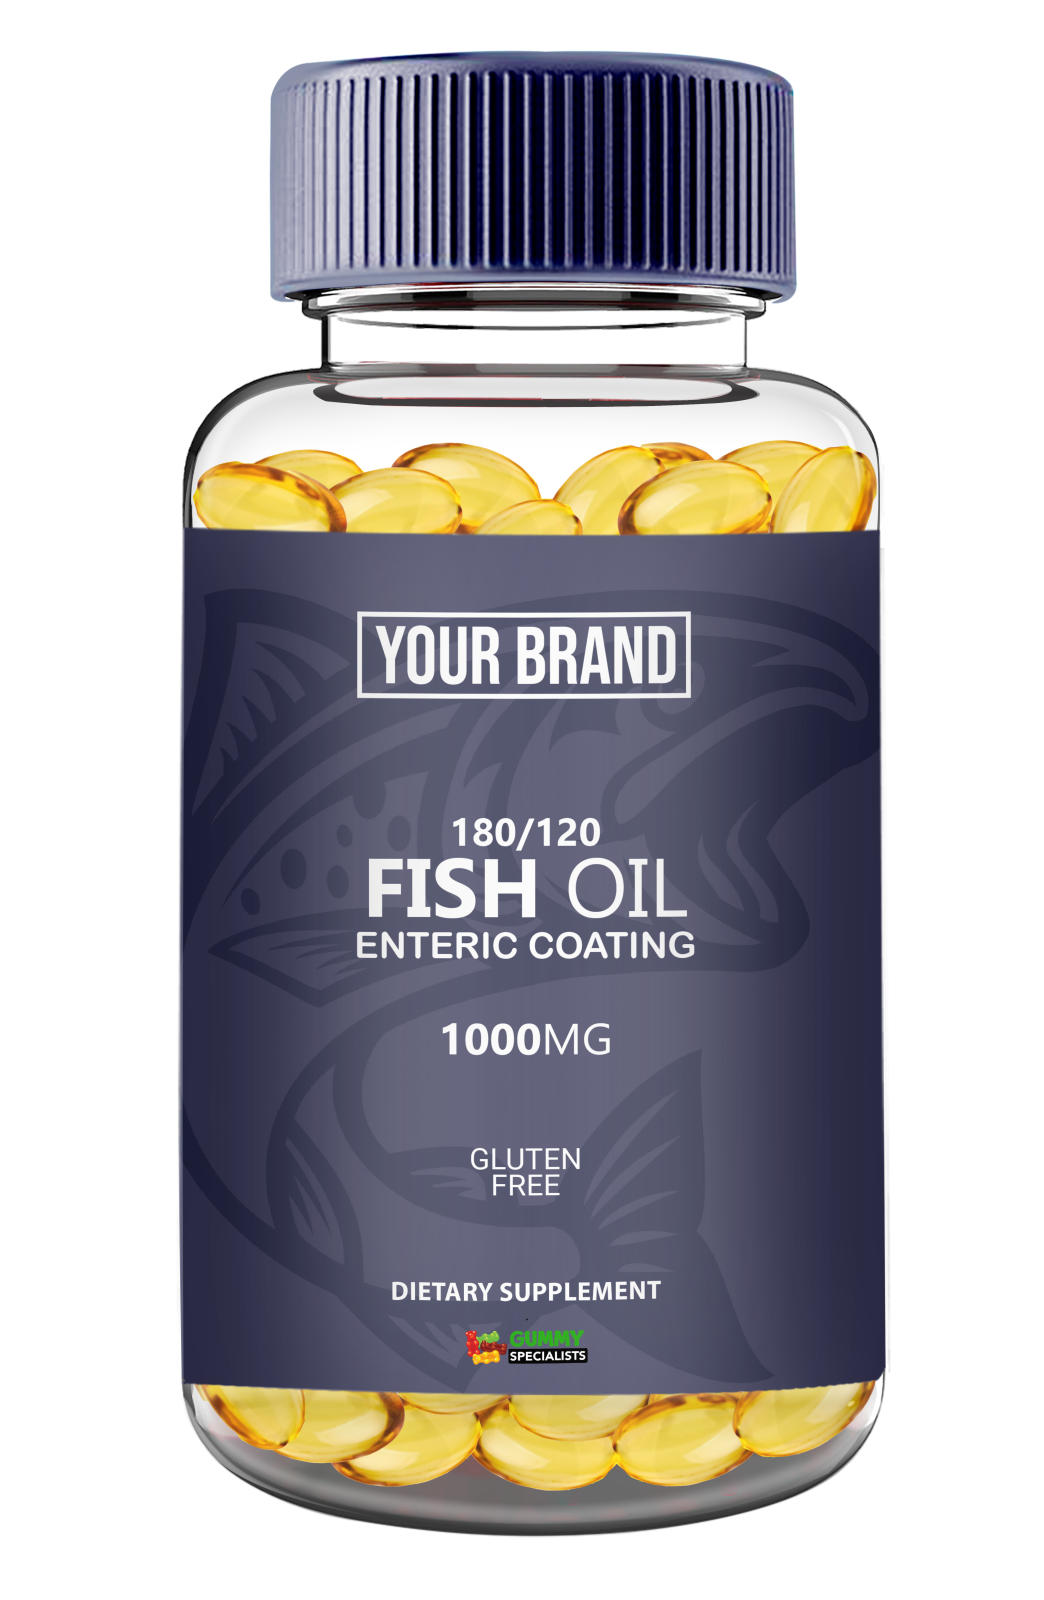 YOUR BRAND
180/120
FISH OIL
ENTERIC COATING
1000MG
GLUTEN
FREE
DIETARY SUPPLEMENT
GUMMY
SPECIALISTS